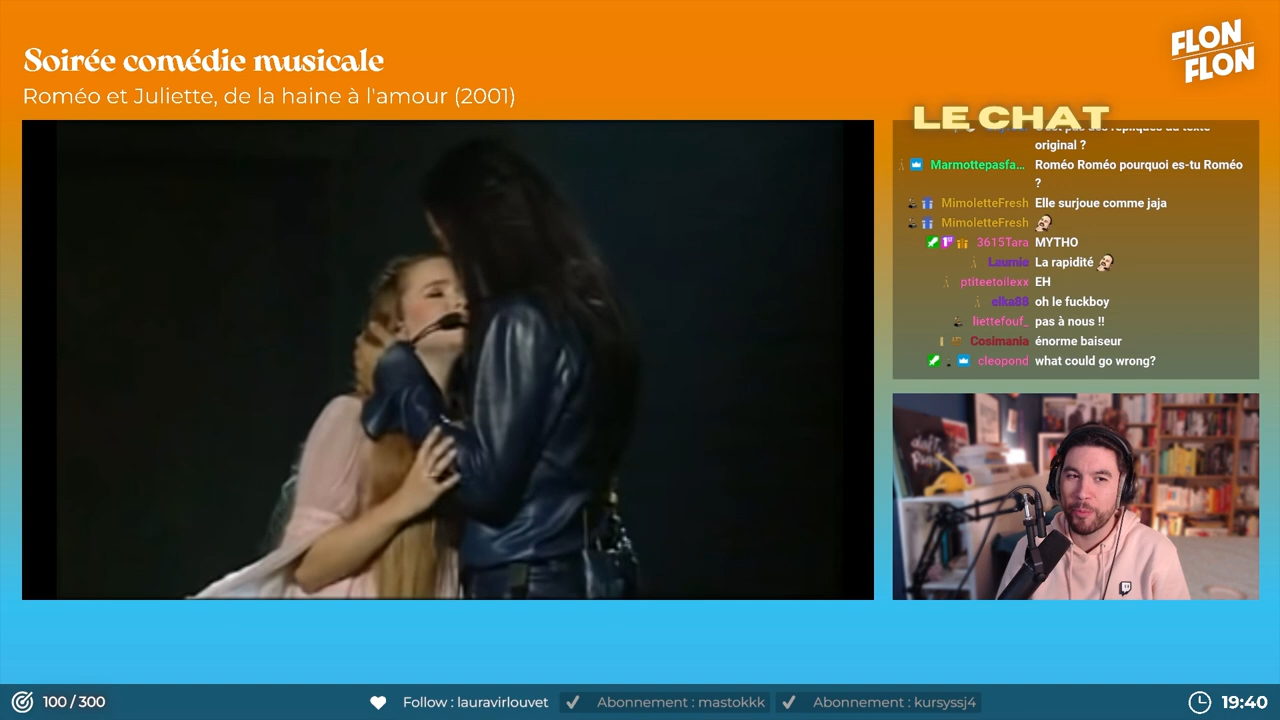 Soirée comédie musicale
Roméo et Juliette, de la haine à l'amour (2001)
FLON
FLON
LE CHAT
original ?
Marmottepasfa... Roméo Roméo pourquoi es-tu Roméo
?
MimoletteFresh Elle surjoue comme jaja
MimoletteFresh
1st 3615Tara MYTHO
Laurnie La rapidité
ptiteetoilexx EH
elka88 oh le fuckboy
liettefouf_ pas à nous !!
Cosimania énorme baiseur
cleopond what could go wrong?
100 / 300
Follow : lauravirlouvet
Abonnement : mastokkk
Abonnement : kursyssj4
19:40